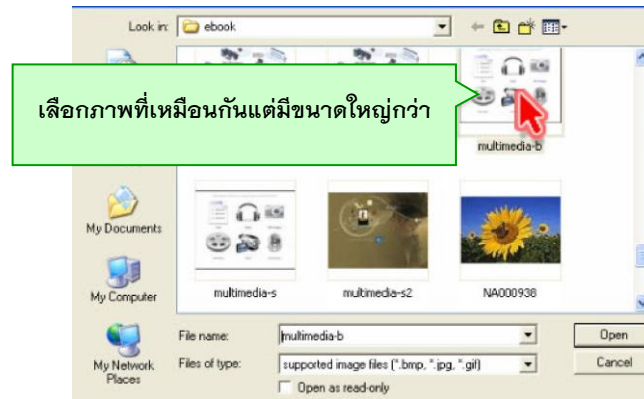 Look in: ebook
เลือกภาพที่เหมือนกันแต่มีขนาดใหญ่กว่า
multimedia-b
My Documents
multimedia-s
multimedia-s2
NA000938
My Computer
File name: multimedia-b Open
Files of type: supported image files (*.bmp, *.jpg, *.gif) Cancel
My Network
Places
Open as read-only